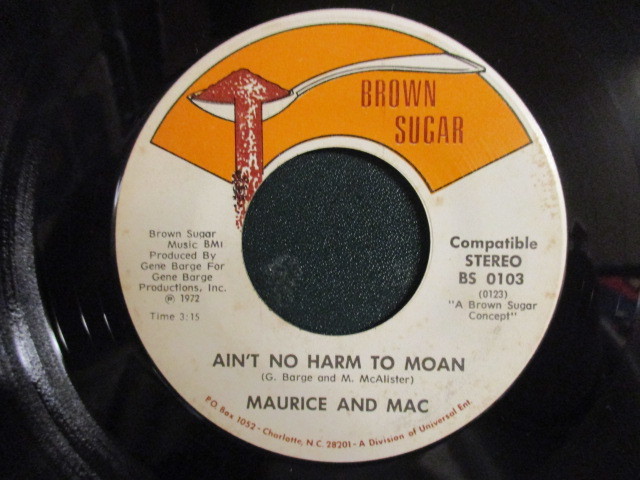 BROWN
SUGAR
Brown Sugar
Music BMI
Produced By
Gene Barge For
Gene Barge
Productions, Inc.
℗ 1972
Time 3:15
Compatible
STEREO
BS 0103
(0123)
"A Brown Sugar
Concept"
AIN'T NO HARM TO MOAN
(G. Barge and M. McAlister)
MAURICE AND MAC
P.O. Box 1052 - Charlotte, N.C. 28201 - A Division of Universal Ent.